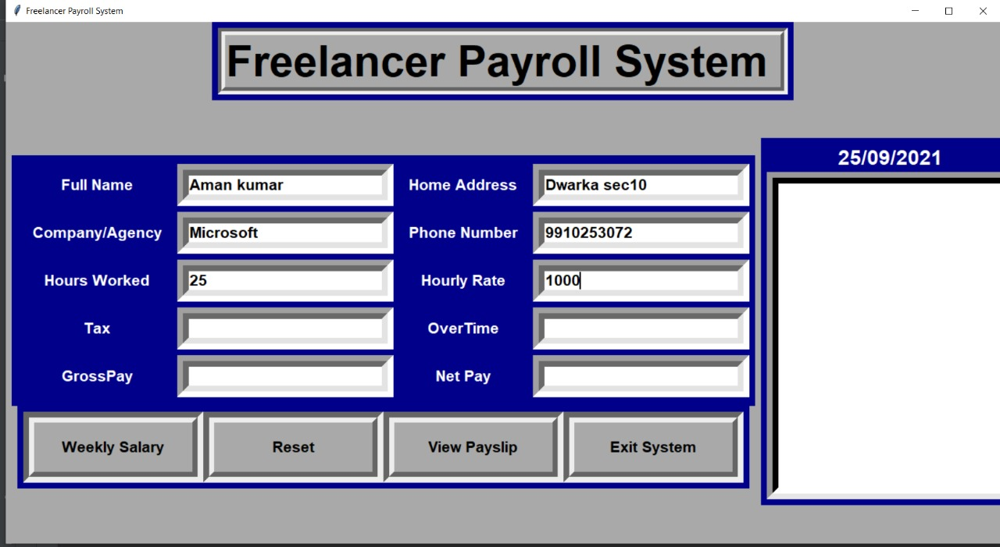 Freelancer Payroll System
Freelancer Payroll System
25/09/2021
Full Name Aman kumar Home Address Dwarka sec10
Company/Agency Microsoft Phone Number 9910253072
Hours Worked 25 Hourly Rate 1000
Tax OverTime
GrossPay Net Pay
Weekly Salary Reset View Payslip Exit System